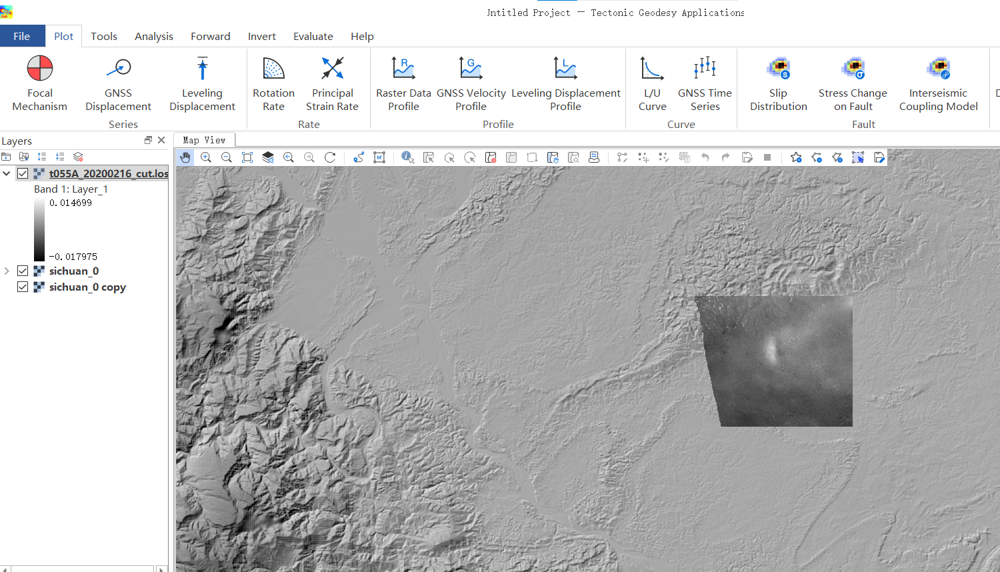 Jntitled Project — Tectonic Geodesy Applications
File Plot Tools Analysis Forward Invert Evaluate Help
Focal Mechanism
GNSS Displacement
Leveling Displacement
Series
Rotation Rate
Principal Strain Rate
Rate
Raster Data Profile
GNSS Velocity Profile
Leveling Displacement Profile
Profile
L/U Curve
GNSS Time Series
Curve
Slip Distribution
Stress Change on Fault
Interseismic Coupling Model
Fault
Layers
Map View
t055A_20200216_cut.los
Band 1: Layer_1
0.014699
-0.017975
sichuan_0
sichuan_0 copy